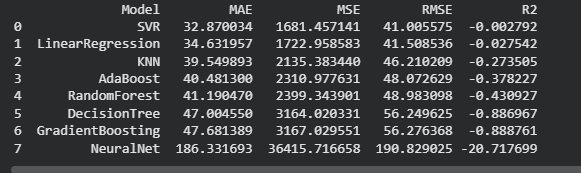 Model MAE MSE RMSE R2
0 SVR 32.870034 1681.457141 41.005575 -0.002792
1 LinearRegression 34.631957 1722.958583 41.508536 -0.027542
2 KNN 39.549893 2135.383440 46.210209 -0.273505
3 AdaBoost 40.481300 2310.977631 48.072629 -0.378227
4 RandomForest 41.190470 2399.343901 48.983098 -0.430927
5 DecisionTree 47.004550 3164.020331 56.249625 -0.886967
6 GradientBoosting 47.681389 3167.029551 56.276368 -0.888761
7 NeuralNet 186.331693 36415.716658 190.829025 -20.717699